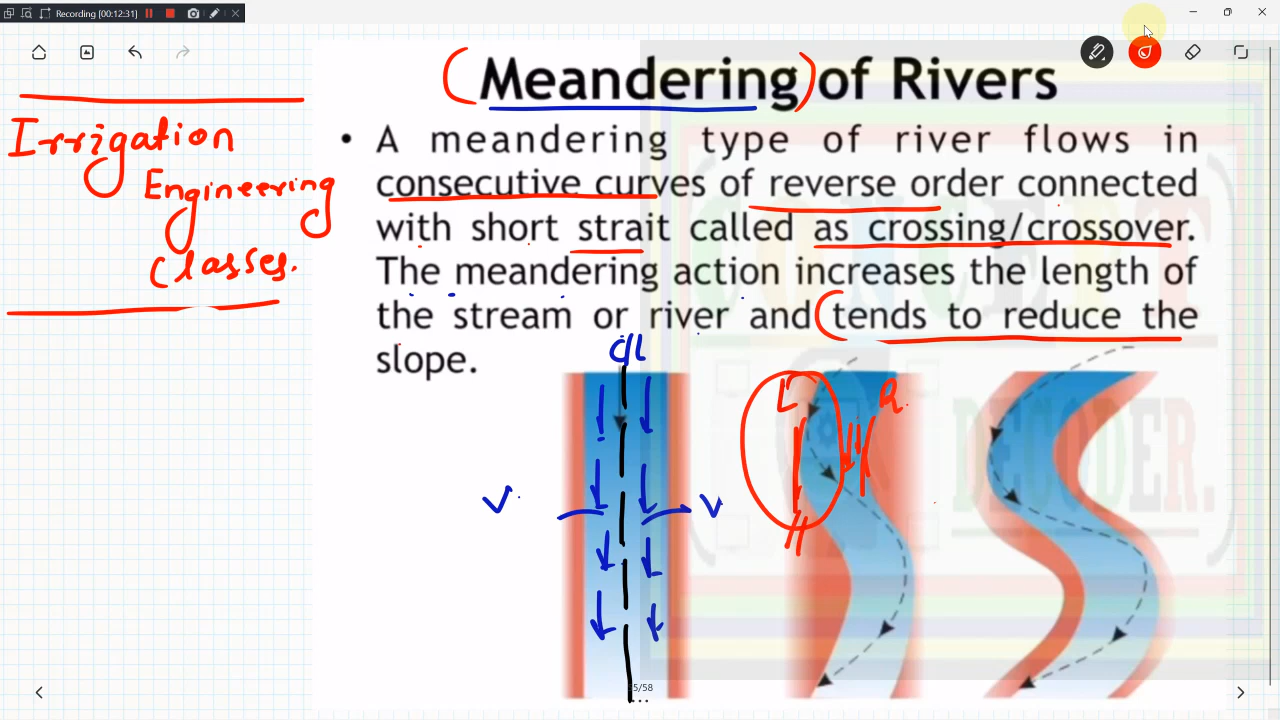 Recording [00:12:31]
(Meandering) of Rivers
Irrigation
Engineering
Classes.
• A meandering type of river flows in
consecutive curves of reverse order connected
with short strait called as crossing/crossover.
The meandering action increases the length of
the stream or river and (tends to reduce the
slope.
L R.
V V
CONCEPT
DECODER.
5/58